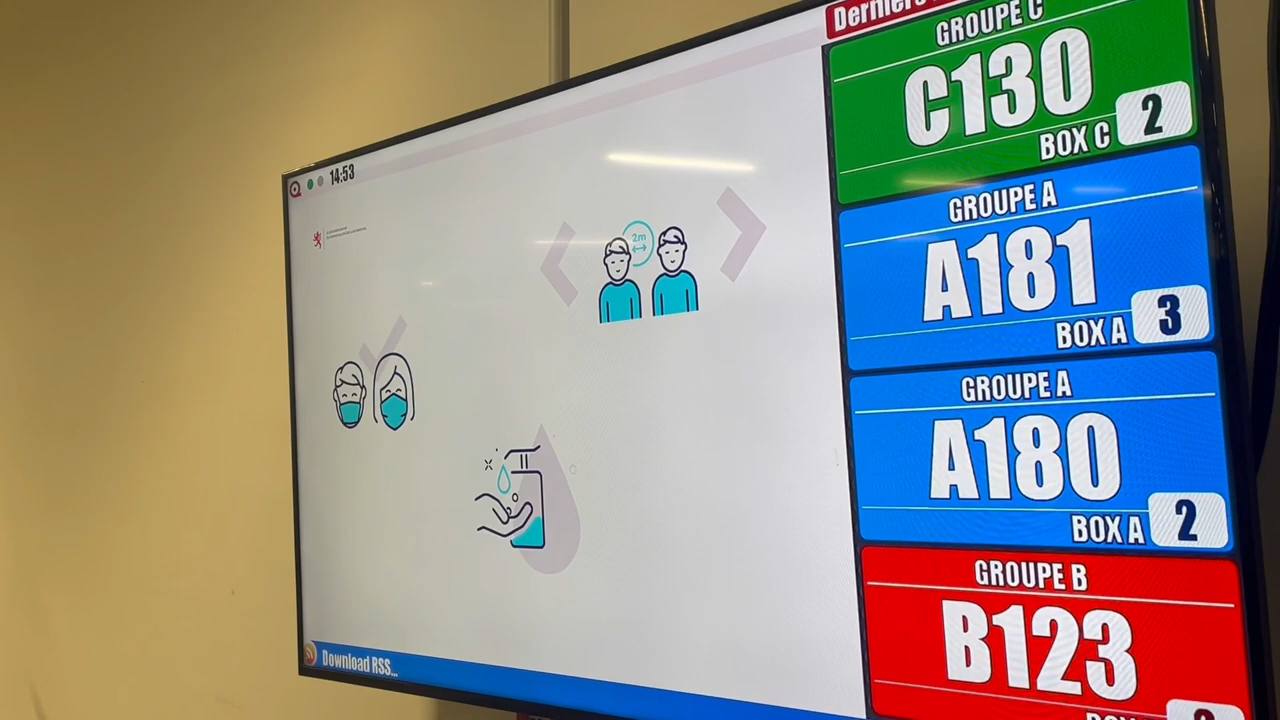 14:53
2m
Download RSS...
Derniers
GROUPE C
C130
BOX C 2
GROUPE A
A181
BOX A 3
GROUPE A
A180
BOX A 2
GROUPE B
B123